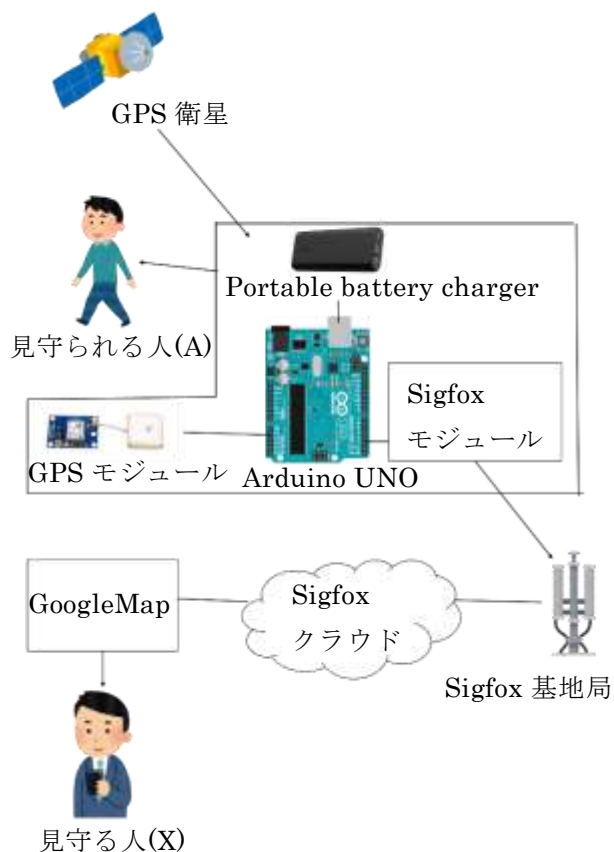 GPS 衛星
Portable battery charger
見守られる人(A)
Sigfox
モジュール
GPS モジュール
Arduino UNO
GoogleMap
Sigfox
クラウド
Sigfox 基地局
見守る人(X)